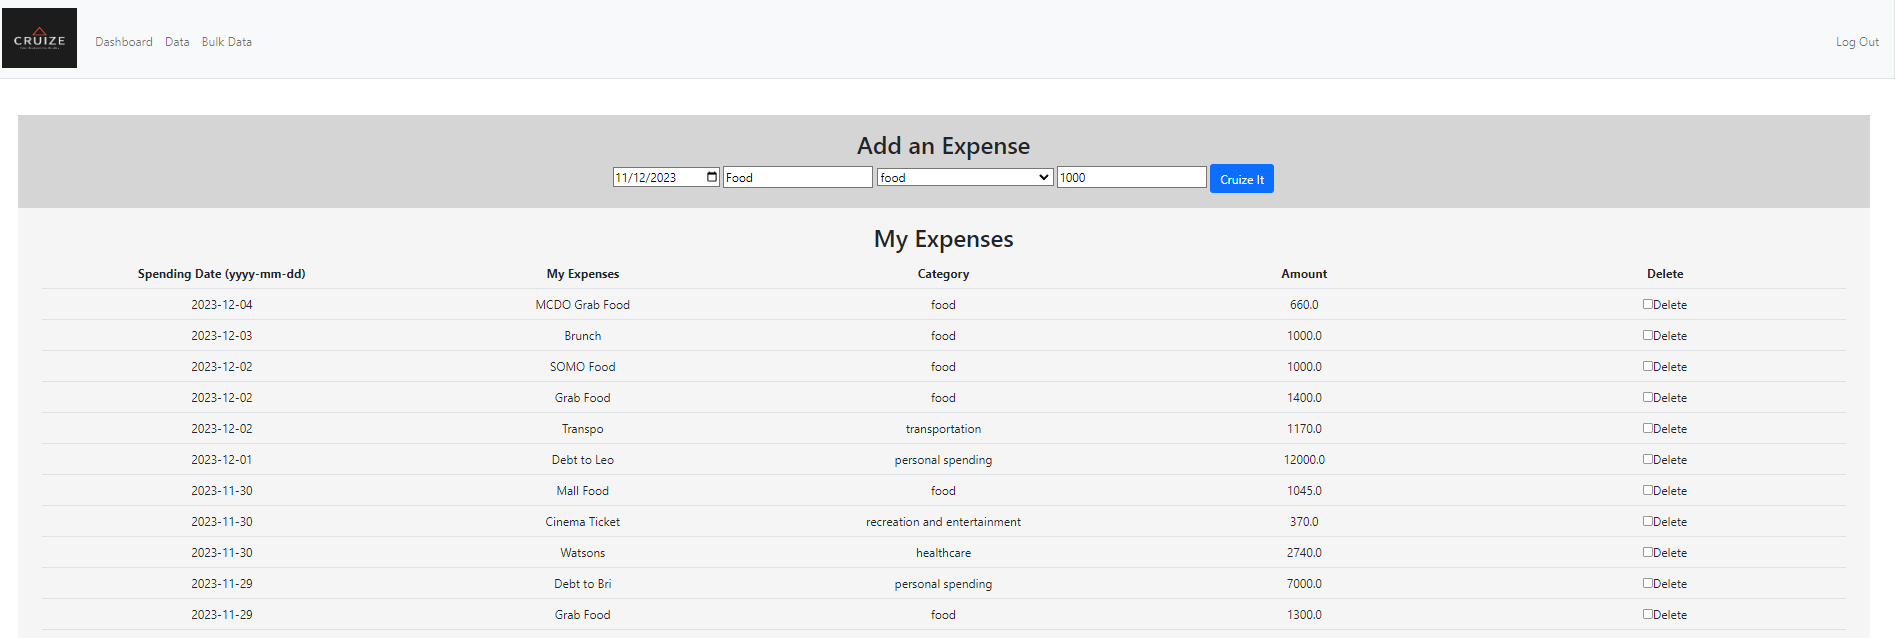 CRUIZE
Dashboard Data Bulk Data Log Out
Add an Expense
11/12/2023 Food food 1000 Cruize It
My Expenses
Spending Date (yyyy-mm-dd) My Expenses Category Amount Delete
2023-12-04 MCDO Grab Food food 660.0 Delete
2023-12-03 Brunch food 1000.0 Delete
2023-12-02 SOMO Food food 1000.0 Delete
2023-12-02 Grab Food food 1400.0 Delete
2023-12-02 Transpo transportation 1170.0 Delete
2023-12-01 Debt to Leo personal spending 12000.0 Delete
2023-11-30 Mall Food food 1045.0 Delete
2023-11-30 Cinema Ticket recreation and entertainment 370.0 Delete
2023-11-30 Watsons healthcare 2740.0 Delete
2023-11-29 Debt to Bri personal spending 7000.0 Delete
2023-11-29 Grab Food food 1300.0 Delete